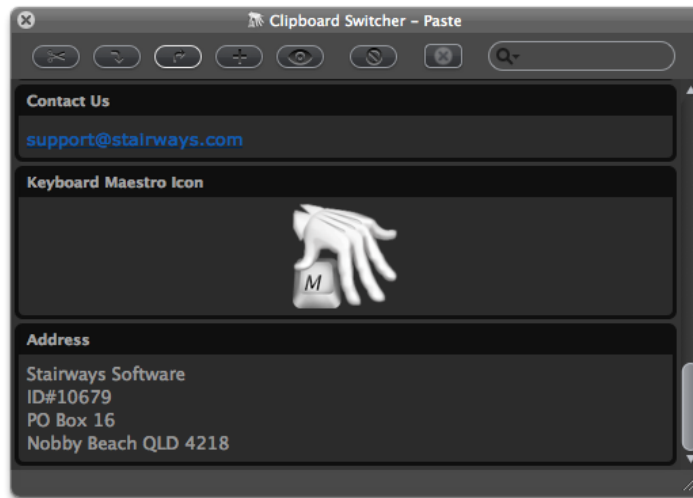 Clipboard Switcher – Paste
Contact Us
support@stairways.com
Keyboard Maestro Icon
M
Address
Stairways Software
ID#10679
PO Box 16
Nobby Beach QLD 4218